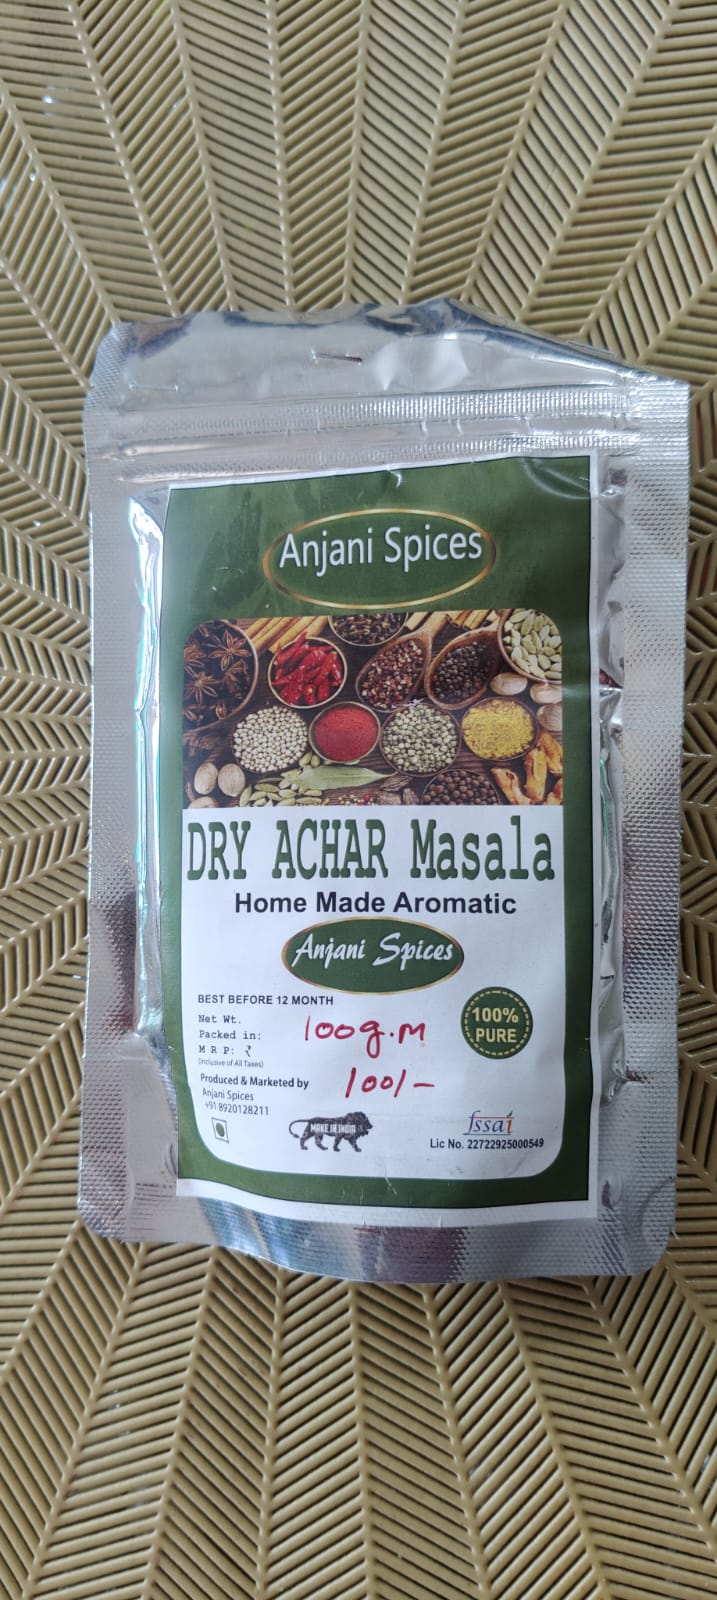 Anjani Spices
DRY ACHAR Masala
Home Made Aromatic
Anjani Spices
BEST BEFORE 12 MONTH
Net Wt. 100g.m
Packed in:
M R P: ₹ 100/-
(Inclusive of All Taxes)
100%
PURE
Produced & Marketed by
Anjani Spices
+91 8920128211
MAKE IN INDIA
fssai
Lic No. 22722925000549